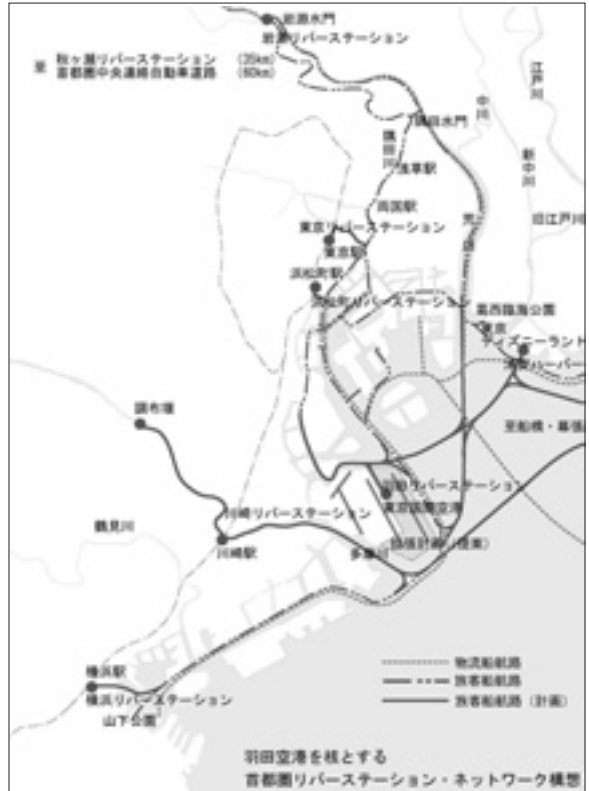 岩淵水門
岩淵リバーステーション
至 秋ヶ瀬リバーステーション (35km)
首都圏中央連絡自動車道路 (60km)
江戸川
中川
隅田水門
隅田川
新中川
浅草駅
両国駅
旧江戸川
東京リバーステーション
東京駅
浜松町駅
浜松町リバーステーション
葛西臨海公園
東京
ディズニーランド
調布堰
至船橋・幕張
羽田リバーステーション
東京国際空港
川崎リバーステーション
鶴見川
川崎駅
多摩川
拡張計画(提案)
横浜駅
横浜リバーステーション
山下公園
物流船航路
旅客船航路
旅客船航路(計画)
羽田空港を核とする
首都圏リバーステーション・ネットワーク構想